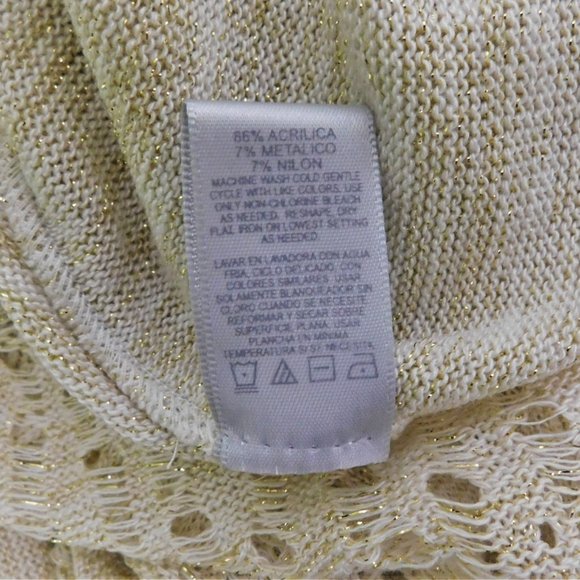 86% ACRILICA
7% METALICO
7% NILON
MACHINE WASH COLD GENTLE
CYCLE WITH LIKE COLORS. USE
ONLY NON-CHLORINE BLEACH
AS NEEDED. RESHAPE, DRY
FLAT. IRON ON LOWEST SETTING
AS NEEDED
LAVAR EN LAVADORA CON AGUA
FRIA, CICLO DELICADO, CON
COLORES SIMILARES. USAR
SOLAMENTE BLANQUEADOR SIN
CLORO CUANDO SE NECESITE
REFORMAR Y SECAR SOBRE
SUPERFICIE PLANA. USAR
PLANCHA EN MINIMA
TEMPERATURA SI SE NECESITA